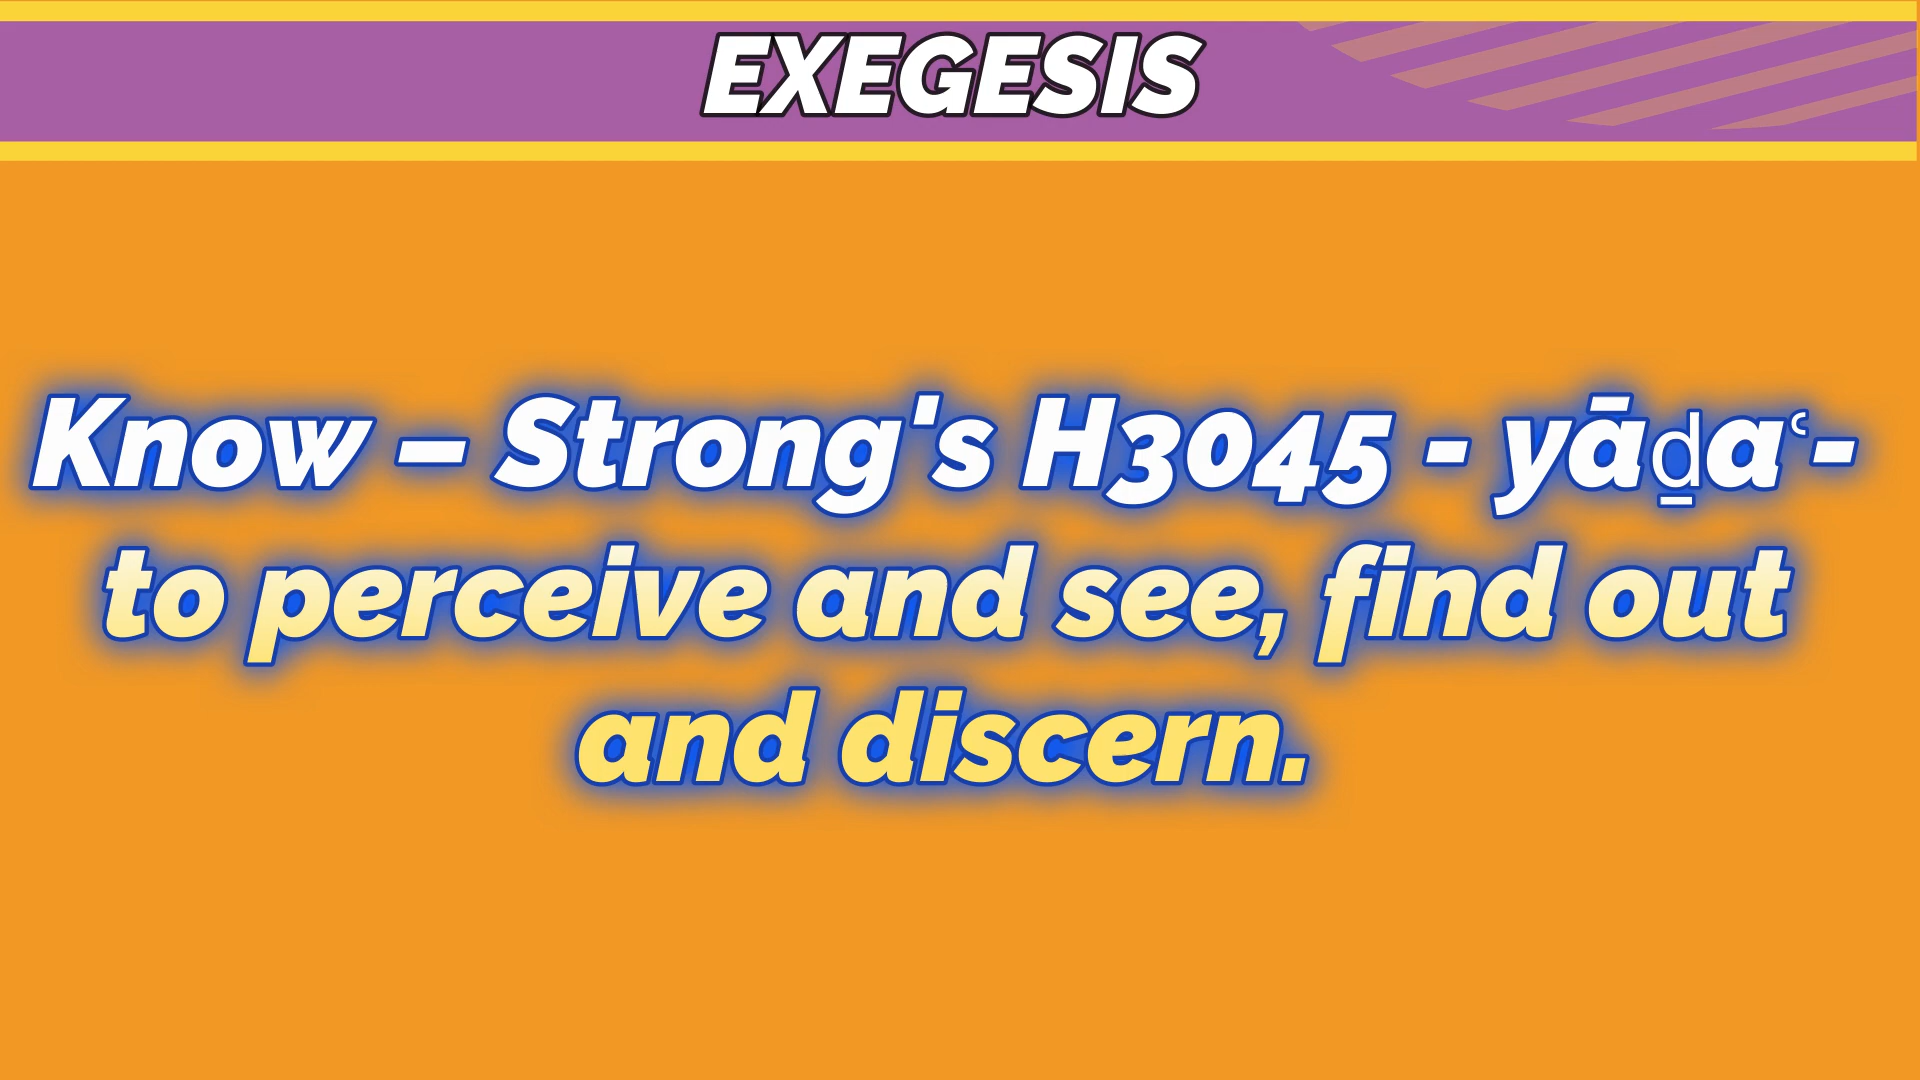 EXEGESIS
Know – Strong's H3045 - yāḏaʿ-
to perceive and see, find out
and discern.